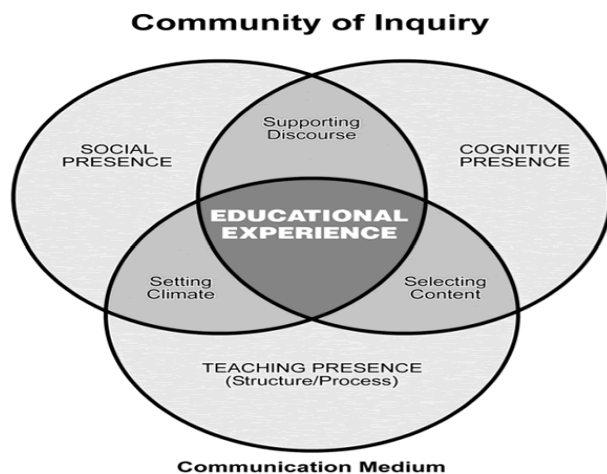 Community of Inquiry
Supporting
Discourse
SOCIAL
PRESENCE
COGNITIVE
PRESENCE
EDUCATIONAL
EXPERIENCE
Setting
Climate
Selecting
Content
TEACHING PRESENCE
(Structure/Process)
Communication Medium